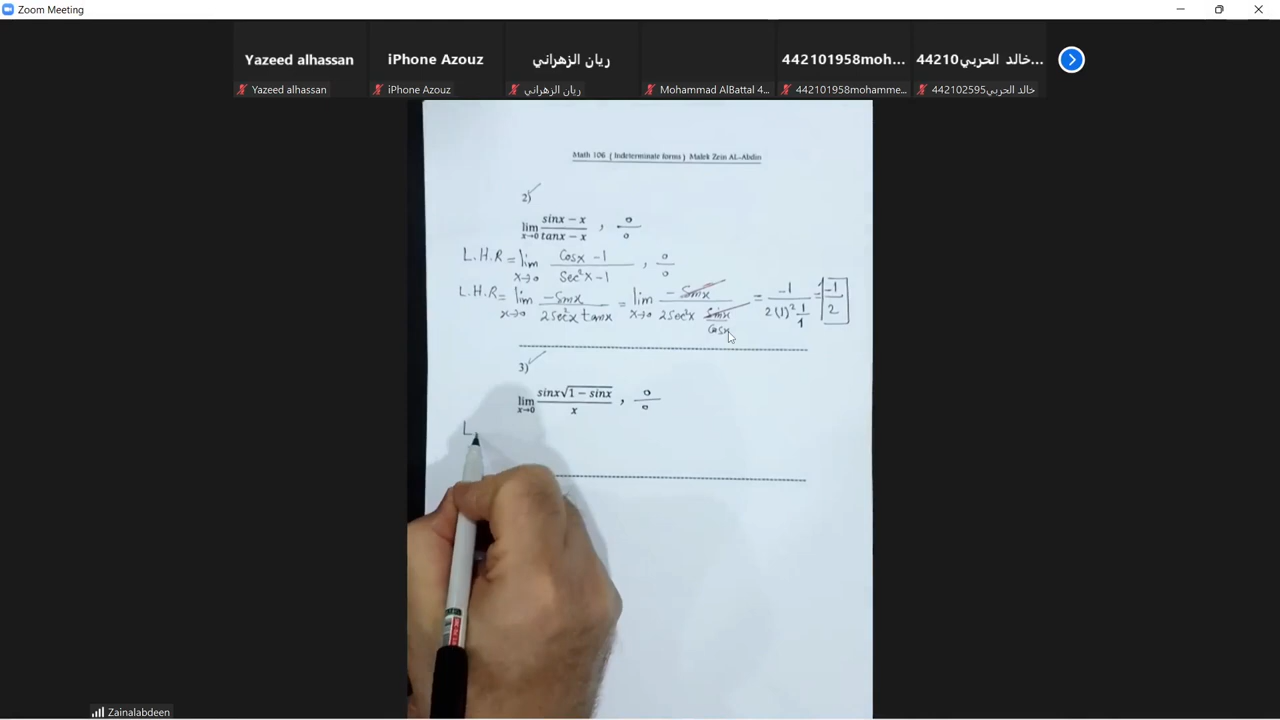 Zoom Meeting
Yazeed alhassan
iPhone Azouz
ريان الزهراني
442101958moh...
44210خالد الحربي...
Yazeed alhassan
iPhone Azouz
ريان الزهراني
Mohammad AlBattal 4...
442101958mohamme...
442102595خالد الحربي
Math 106 ( Indeterminate forms ) Malek Zein AL-Abdin
2)
lim x→0 (sinx − x)/(tanx − x) , 0/0
L.H.R = lim x→0 (Cosx -1)/(Sec²x -1) , 0/0
L.H.R = lim x→0 (-Sinx)/(2Sec²x tanx) = lim x→0 (-Sinx)/(2Sec²x Sinx/Cosx) = -1/(2(1)² 1/1) = -1/2
3)
lim x→0 (sinx√(1 − sinx))/x , 0/0
L.
Zainalabdeen